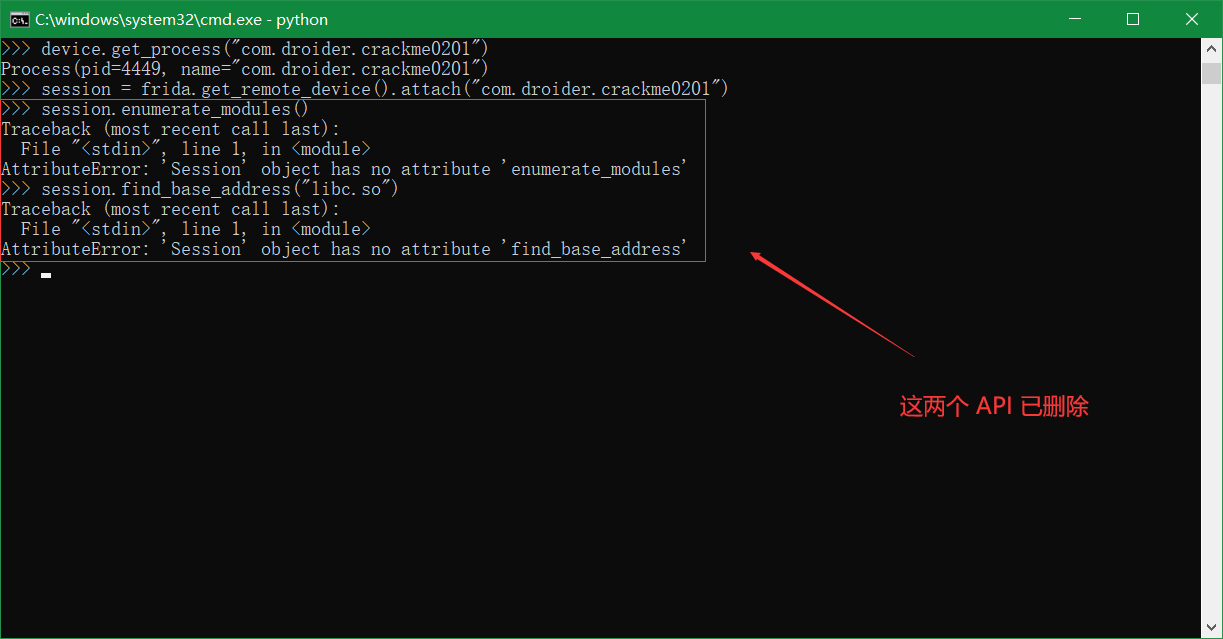 C:\windows\system32\cmd.exe - python
>>> device.get_process("com.droider.crackme0201")
Process(pid=4449, name="com.droider.crackme0201")
>>> session = frida.get_remote_device().attach("com.droider.crackme0201")
>>> session.enumerate_modules()
Traceback (most recent call last):
  File "<stdin>", line 1, in <module>
AttributeError: 'Session' object has no attribute 'enumerate_modules'
>>> session.find_base_address("libc.so")
Traceback (most recent call last):
  File "<stdin>", line 1, in <module>
AttributeError: 'Session' object has no attribute 'find_base_address'
>>>
这两个 API 已删除